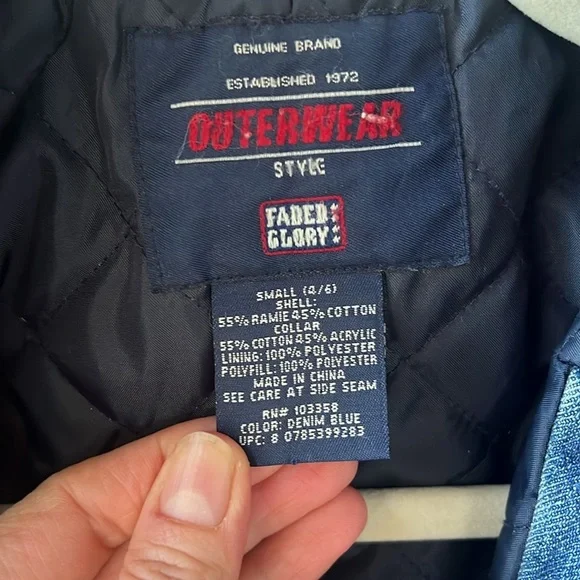 GENUINE BRAND
ESTABLISHED 1972
OUTERWEAR
STYLE
FADED
GLORY
SMALL (4/6)
SHELL:
55% RAMIE 45% COTTON
COLLAR
55% COTTON 45% ACRYLIC
LINING: 100% POLYESTER
POLYFILL: 100% POLYESTER
MADE IN CHINA
SEE CARE AT SIDE SEAM
RN# 103358
COLOR: DENIM BLUE
UPC: 8 0785399283